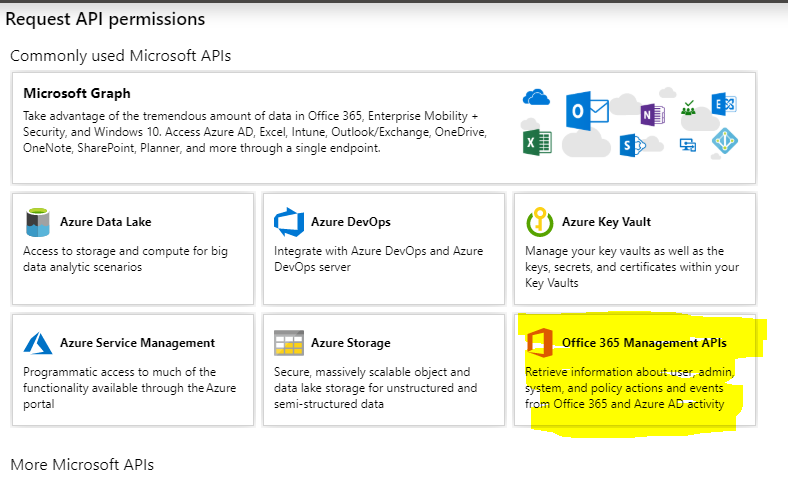 Request API permissions
Commonly used Microsoft APIs
Microsoft Graph
Take advantage of the tremendous amount of data in Office 365, Enterprise Mobility +
Security, and Windows 10. Access Azure AD, Excel, Intune, Outlook/Exchange, OneDrive,
OneNote, SharePoint, Planner, and more through a single endpoint.
Azure Data Lake
Access to storage and compute for big
data analytic scenarios
Azure DevOps
Integrate with Azure DevOps and Azure
DevOps server
Azure Key Vault
Manage your key vaults as well as the
keys, secrets, and certificates within your
Key Vaults
Azure Service Management
Programmatic access to much of the
functionality available through the Azure
portal
Azure Storage
Secure, massively scalable object and
data lake storage for unstructured and
semi-structured data
Office 365 Management APIs
Retrieve information about user, admin,
system, and policy actions and events
from Office 365 and Azure AD activity
More Microsoft APIs